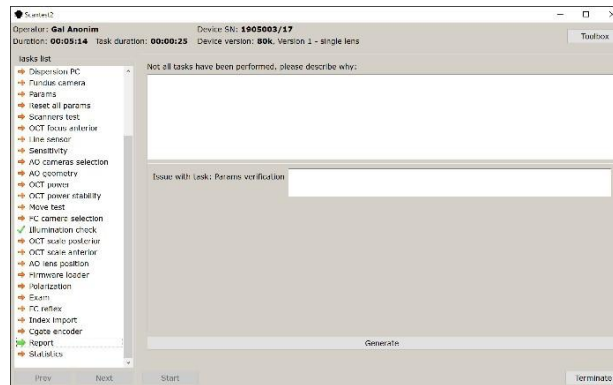 Scantest2
Operator: Gal Anonim
Device SN: 1905003/17
Duration: 00:05:14 Task duration: 00:00:25 Device version: 80k, Version 1 - single lens
Toolbox
Tasks list
Not all tasks have been performed, please describe why:
Dispersion PC
Fundus camera
Params
Reset all params
Scanners test
OCT focus anterior
Line sensor
Sensitivity
AO cameras selection
AO geometry
OCT power
Issue with task: Params verification
OCT power stability
Move test
FC camera selection
Illumination check
OCT scale posterior
OCT scale anterior
AO lens position
Firmware loader
Polarization
Exam
FC reflex
Index import
Cgate encoder
Report
Generate
Statistics
Prev Next Start Terminate